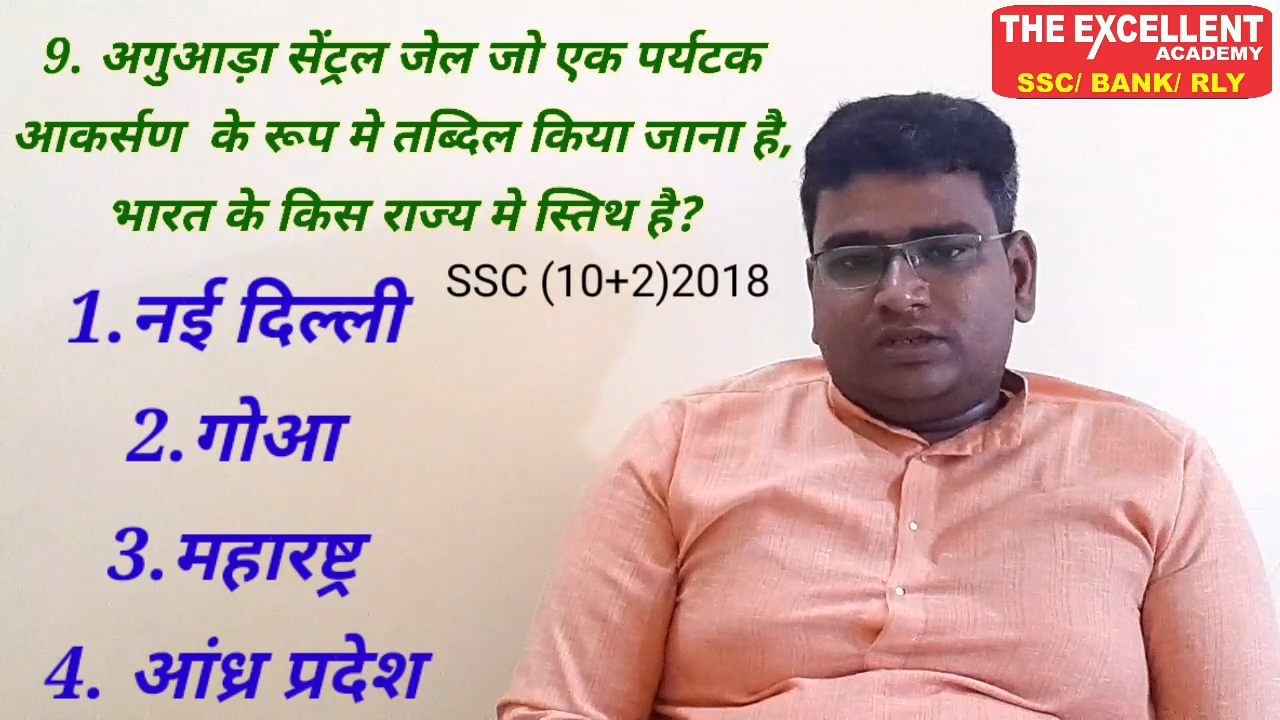 9. अगुआड़ा सेंट्रल जेल जो एक पर्यटक
आकर्सण के रूप मे तब्दिल किया जाना है,
भारत के किस राज्य मे स्तिथ है?
SSC (10+2)2018
1.नई दिल्ली
2.गोआ
3.महारष्ट्र
4. आंध्र प्रदेश
THE EXCELLENT
ACADEMY
SSC/ BANK/ RLY